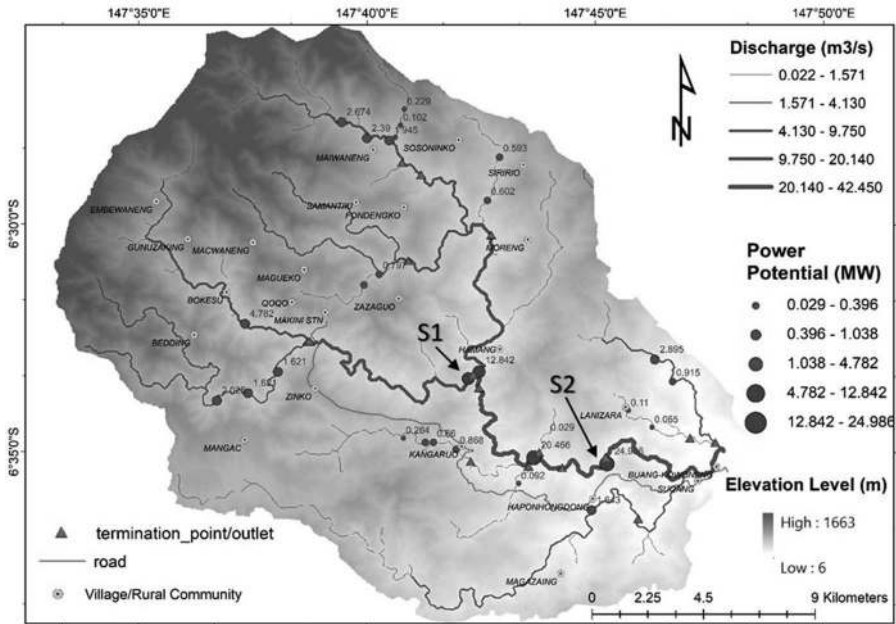 147°35'0"E
147°40'0"E
147°45'0"E
147°50'0"E
6°30'0"S
6°35'0"S
Discharge (m3/s)
0.022 - 1.571
1.571 - 4.130
4.130 - 9.750
9.750 - 20.140
20.140 - 42.450
N
Power
Potential (MW)
0.029 - 0.396
0.396 - 1.038
1.038 - 4.782
4.782 - 12.842
12.842 - 24.986
Elevation Level (m)
High : 1663
Low : 6
0 2.25 4.5 9 Kilometers
termination_point/outlet
road
Village/Rural Community
0.229
0.102
2.674
2.39
1.945
SOSONINKO
MAIWANENG
0.593
SIRIRIO
0.602
EMBEWANENG
SAMANTIKI
PONDENGKO
GUNUZAKING
MACWANENG
MORENG
MAGUEKO
0.797
BOKESU
QOQO
ZAZAGUO
MAKINI STN
4.782
BEDDING
S1
HAMANG
12.842
1.621
ZINKO
S2
2.895
0.915
LANIZARA
0.11
0.065
MANGAC
0.264
0.66
0.868
KANGARUO
0.029
20.466
0.092
SUQANG
HAPONHONGDONG
MAGAZAING